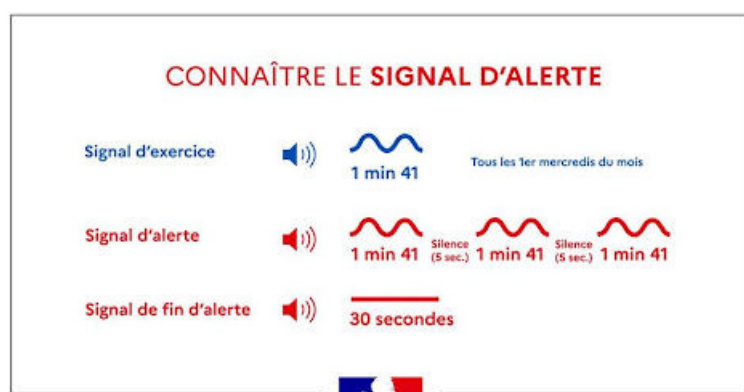 CONNAÎTRE LE SIGNAL D'ALERTE
Signal d'exercice
1 min 41
Tous les 1er mercredis du mois
Signal d'alerte
1 min 41
Silence
(5 sec.)
1 min 41
Silence
(5 sec.)
1 min 41
Signal de fin d'alerte
30 secondes